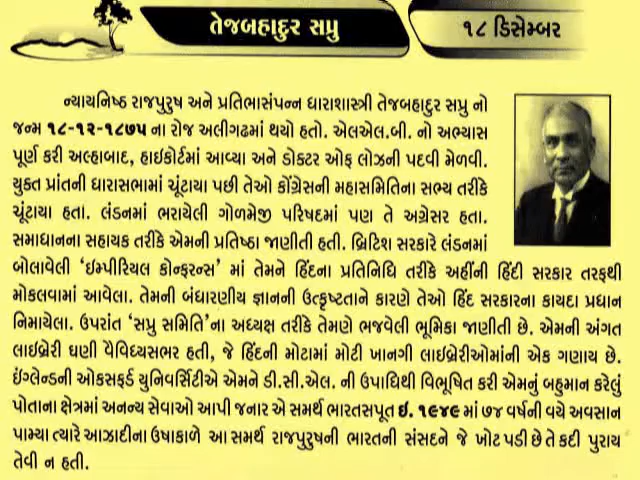 તેજબહાદુર સપ્રુ
૧૮ ડિસેમ્બર
ન્યાયનિષ્ઠ રાજપુરુષ અને પ્રતિભાસંપન્ન ધારાશાસ્ત્રી તેજબહાદુર સપ્રુ નો
જન્મ ૧૮-૧૨-૧૮૭૫ ના રોજ અલીગઢમાં થયો હતો. એલએલ.બી. નો અભ્યાસ
પૂર્ણ કરી અલ્હાબાદ, હાઇકોર્ટમાં આવ્યા અને ડોક્ટર ઓફ લોઝની પદવી મેળવી.
યુક્ત પ્રાંતની ધારાસભામાં ચૂંટાયા પછી તેઓ કોંગ્રેસની મહાસમિતિના સભ્ય તરીકે
ચૂંટાયા હતા. લંડનમાં ભરાયેલી ગોળમેજી પરિષદમાં પણ તે અગ્રેસર હતા.
સમાધાનના સહાયક તરીકે એમની પ્રતિષ્ઠા જાણીતી હતી. બ્રિટિશ સરકારે લંડનમાં
બોલાવેલી ‘ઇમ્પીરિયલ કોન્ફરન્સ’ માં તેમને હિંદના પ્રતિનિધિ તરીકે અહીંની હિંદી સરકાર તરફથી
મોકલવામાં આવેલા. તેમની બંધારણીય જ્ઞાનની ઉત્કૃષ્ટતાને કારણે તેઓ હિંદ સરકારના કાયદા પ્રધાન
નિમાયેલા. ઉપરાંત ‘સપ્રુ સમિતિ’ના અધ્યક્ષ તરીકે તેમણે ભજવેલી ભૂમિકા જાણીતી છે. એમની અંગત
લાઇબ્રેરી ઘણી વૈવિધ્યસભર હતી, જે હિંદની મોટામાં મોટી ખાનગી લાઇબ્રેરીઓમાંની એક ગણાય છે.
ઇંગ્લેન્ડની ઓક્સફર્ડ યુનિવર્સિટીએ એમને ડી.સી.એલ. ની ઉપાધિથી વિભૂષિત કરી એમનું બહુમાન કરેલું
પોતાના ક્ષેત્રમાં અનન્ય સેવાઓ આપી જનાર એ સમર્થ ભારતસપૂત ઇ. ૧૯૪૯ માં ૭૪ વર્ષની વચે અવસાન
પામ્યા ત્યારે આઝાદીના ઉષાકાળે આ સમર્થ રાજપુરુષની ભારતની સંસદને જે ખોટ પડી છે તે કદી પુરાય
તેવી ન હતી.